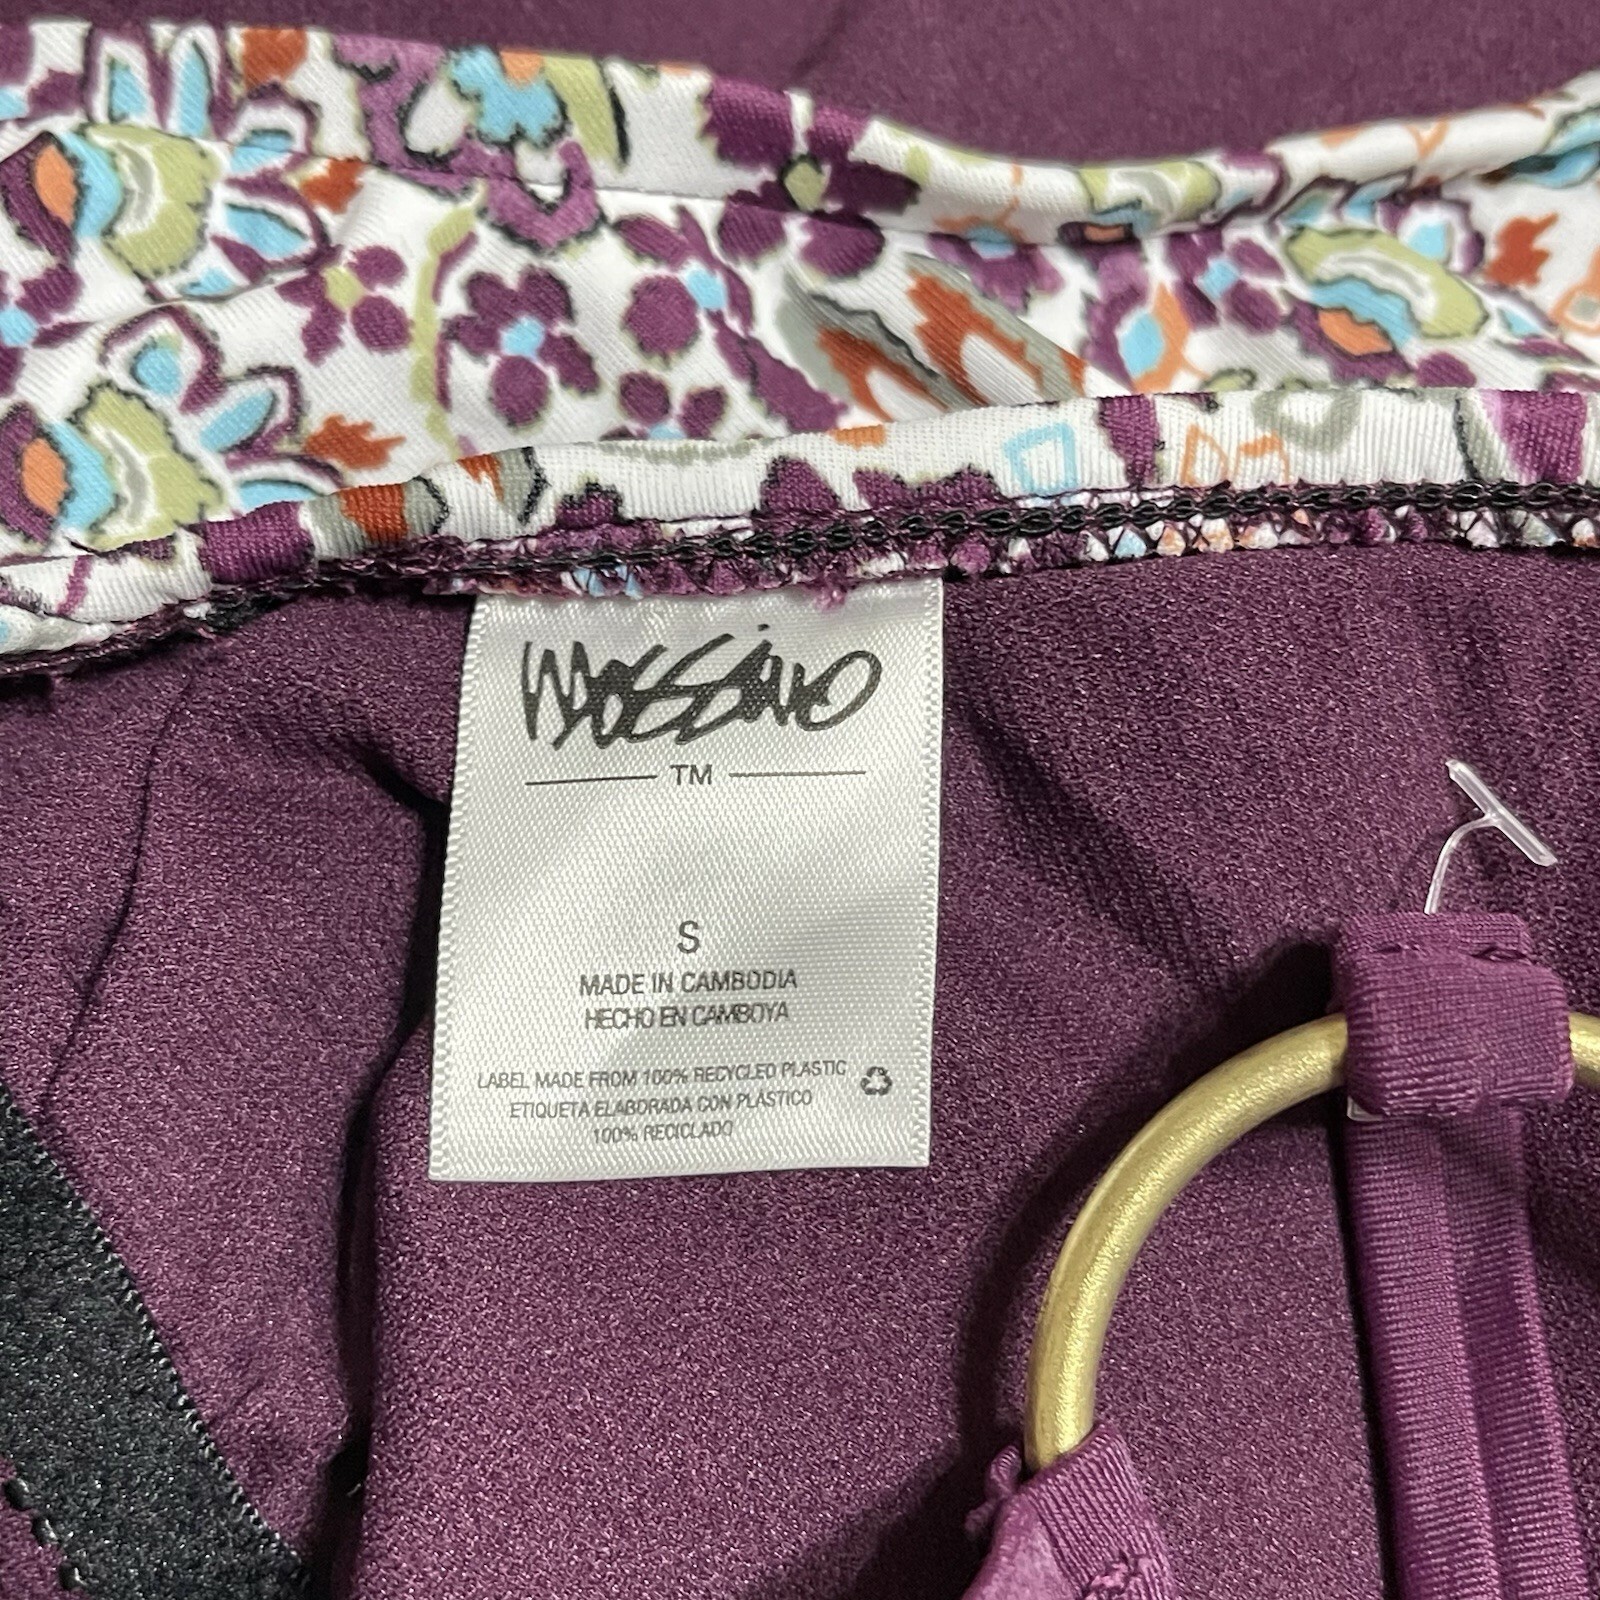 Mossimo
TM
S
MADE IN CAMBODIA
HECHO EN CAMBOYA
LABEL MADE FROM 100% RECYCLED PLASTIC
ETIQUETA ELABORADA CON PLÁSTICO
100% RECICLADO